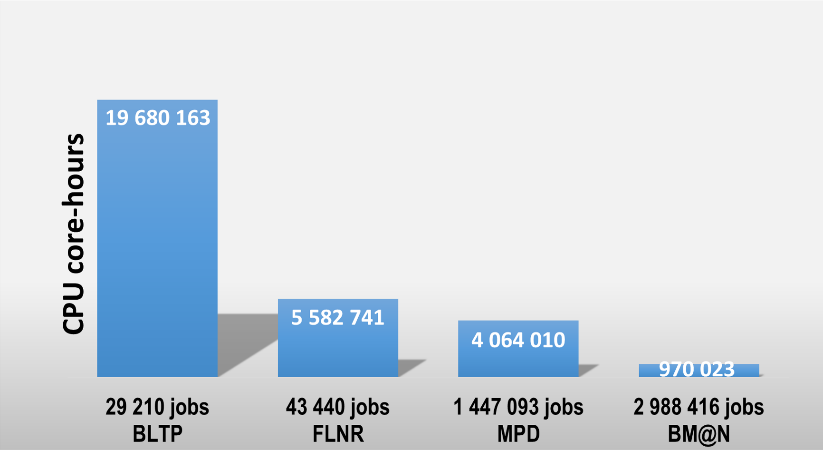 CPU core-hours
19 680 163
5 582 741
4 064 010
970 023
29 210 jobs
BLTP
43 440 jobs
FLNR
1 447 093 jobs
MPD
2 988 416 jobs
BM@N